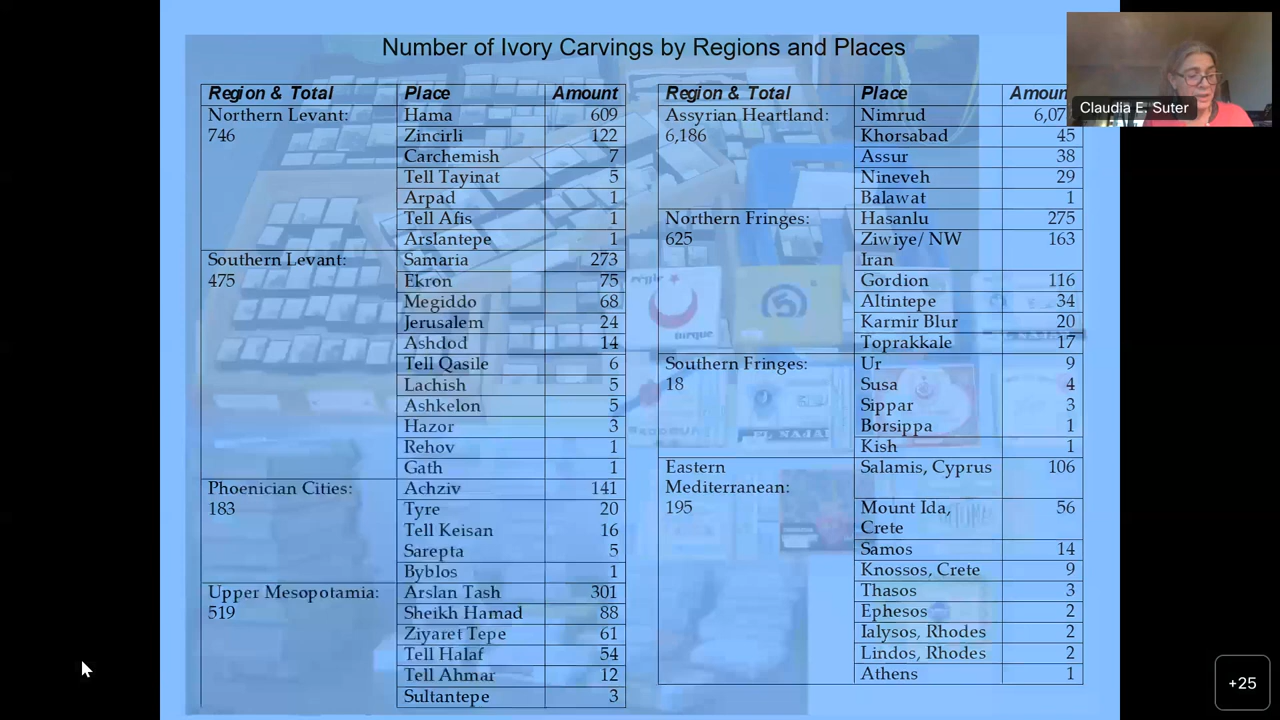 Number of Ivory Carvings by Regions and Places
Region & Total Place Amount
Northern Levant: Hama 609
746 Zincirli 122
Carchemish 7
Tell Tayinat 5
Arpad 1
Tell Afis 1
Arslantepe 1
Southern Levant: Samaria 273
475 Ekron 75
Megiddo 68
Jerusalem 24
Ashdod 14
Tell Qasile 6
Lachish 5
Ashkelon 5
Hazor 3
Rehov 1
Gath 1
Phoenician Cities: Achziv 141
183 Tyre 20
Tell Keisan 16
Sarepta 5
Byblos 1
Upper Mesopotamia: Arslan Tash 301
519 Sheikh Hamad 88
Ziyaret Tepe 61
Tell Halaf 54
Tell Ahmar 12
Sultantepe 3
Region & Total Place
Assyrian Heartland: Nimrud
6,186 Khorsabad 45
Assur 38
Nineveh 29
Balawat 1
Northern Fringes: Hasanlu 275
625 Ziwiye/ NW 163
Iran
Gordion 116
Altintepe 34
Karmir Blur 20
Toprakkale 17
Southern Fringes: Ur 9
18 Susa 4
Sippar 3
Borsippa 1
Kish 1
Eastern Salamis, Cyprus 106
Mediterranean:
195 Mount Ida, 56
Crete
Samos 14
Knossos, Crete 9
Thasos 3
Ephesos 2
Ialysos, Rhodes 2
Lindos, Rhodes 2
Athens 1
Claudia E. Suter
+25